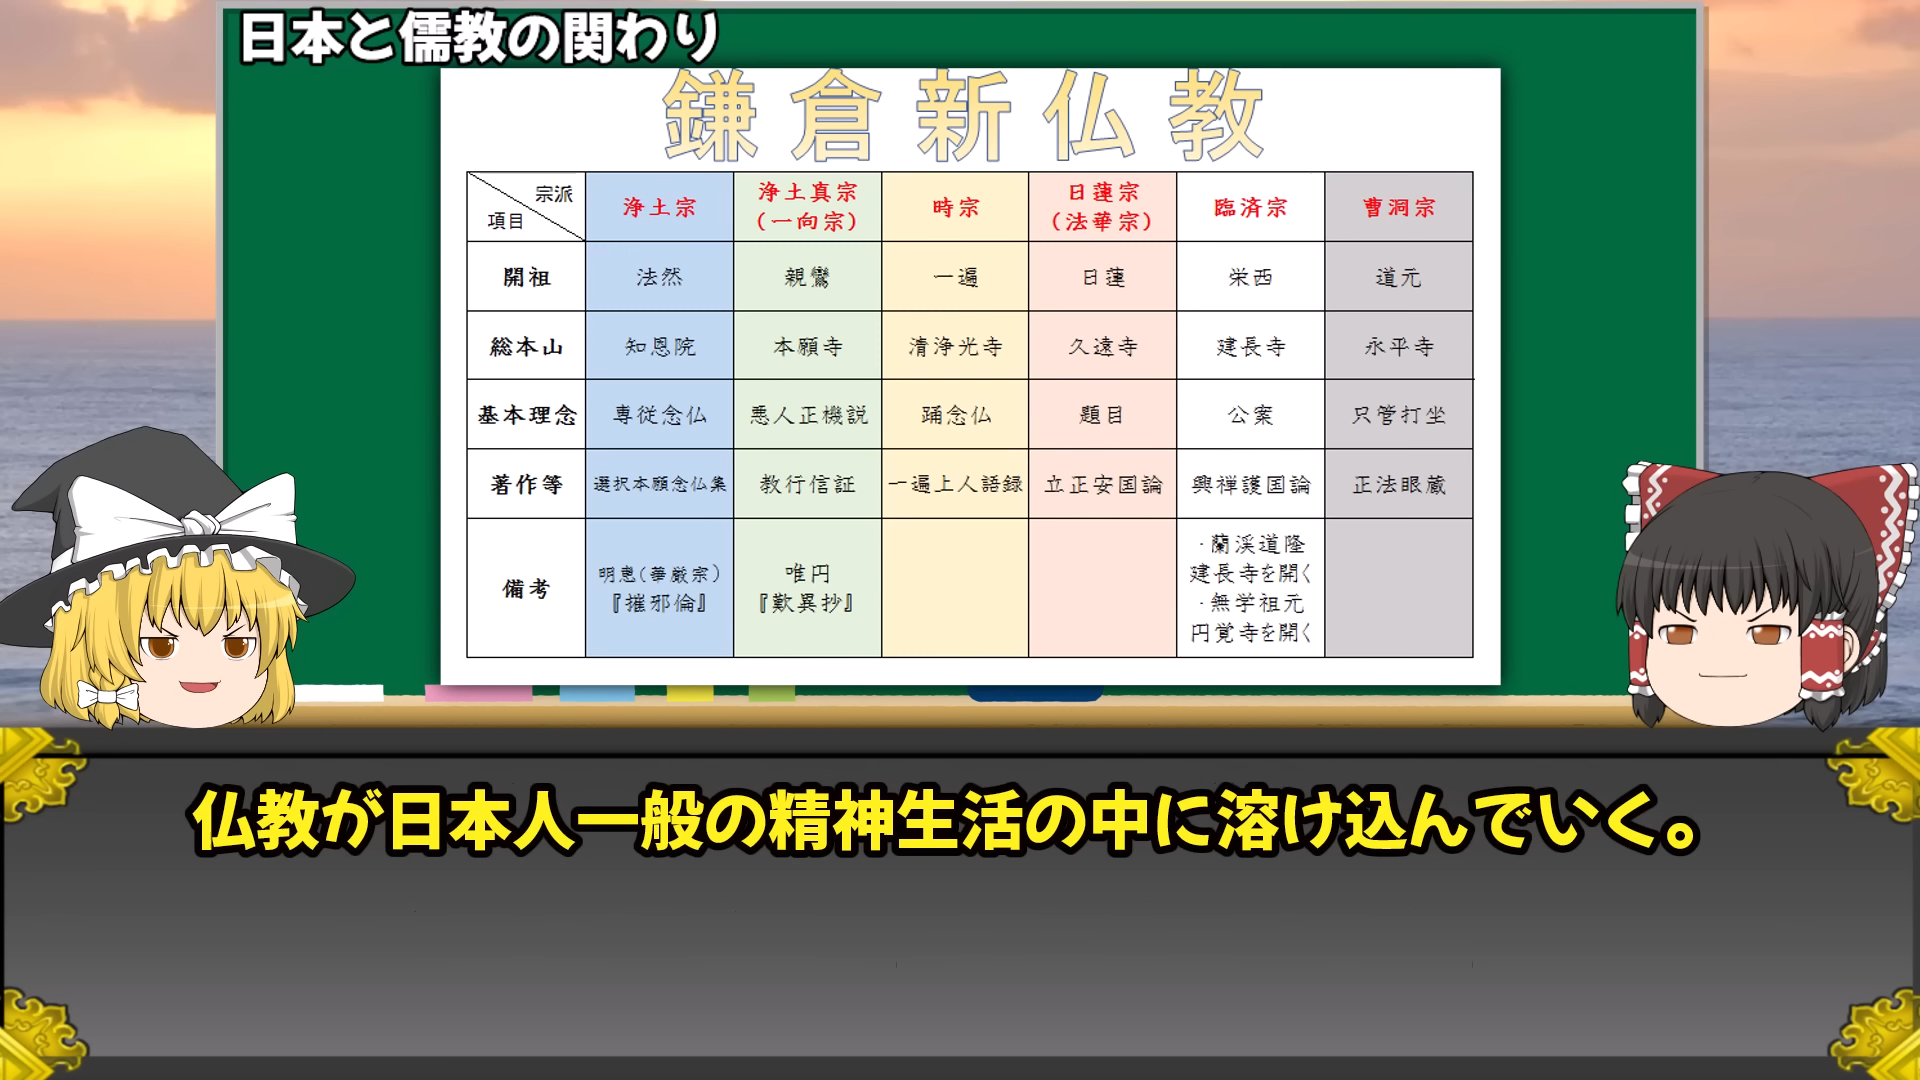 日本と儒教の関わり
鎌倉新仏教
宗派
項目
浄土宗
浄土真宗
(一向宗)
時宗
日蓮宗
(法華宗)
臨済宗
曹洞宗
開祖
法然
親鸞
一遍
日蓮
栄西
道元
総本山
知恩院
本願寺
清浄光寺
久遠寺
建長寺
永平寺
基本理念
専従念仏
悪人正機説
踊念仏
題目
公案
只管打坐
著作等
選択本願念仏集
教行信証
一遍上人語録
立正安国論
興禅護国論
正法眼蔵
備考
明恵(華厳宗)
『摧邪倫』
唯円
『歎異抄』
・蘭渓道隆
建長寺を開く
・無学祖元
円覚寺を開く
仏教が日本人一般の精神生活の中に溶け込んでいく。